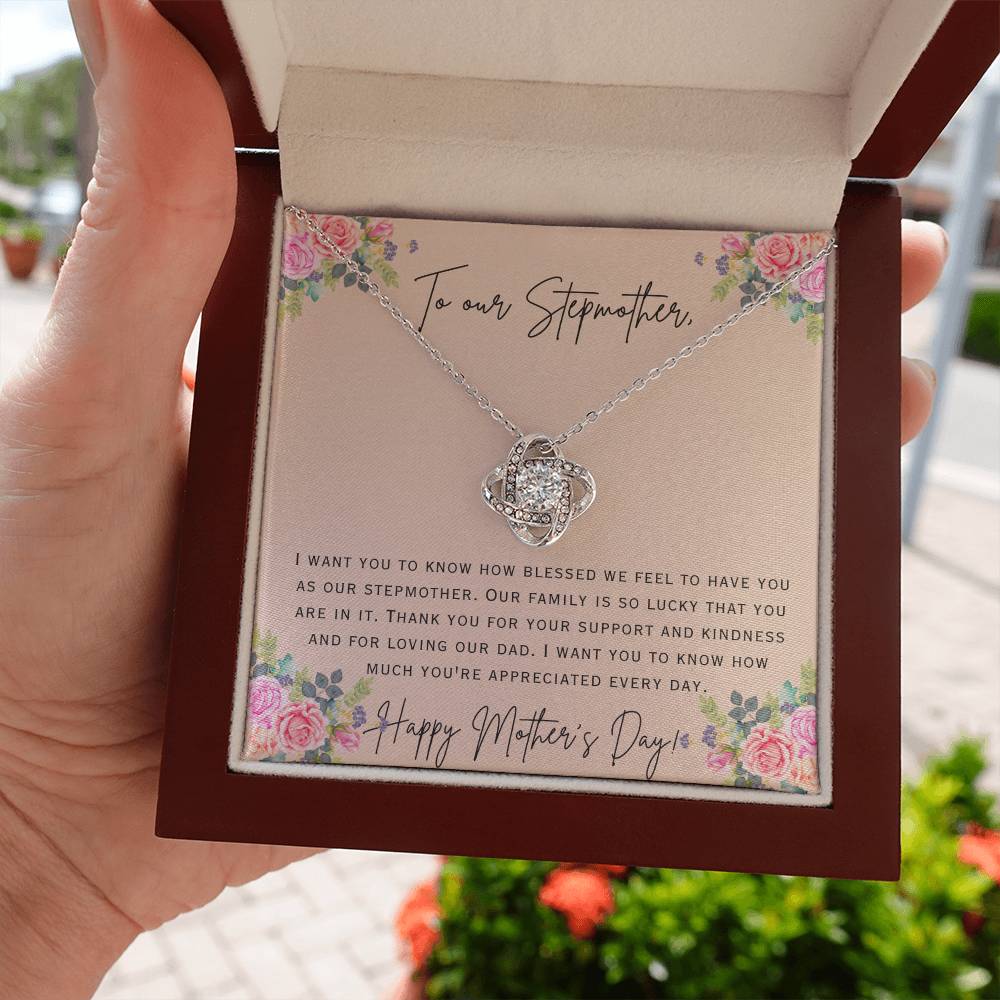 To our Stepmother,
I WANT YOU TO KNOW HOW BLESSED WE FEEL TO HAVE YOU
AS OUR STEPMOTHER. OUR FAMILY IS SO LUCKY THAT YOU
ARE IN IT. THANK YOU FOR YOUR SUPPORT AND KINDNESS
AND FOR LOVING OUR DAD. I WANT YOU TO KNOW HOW
MUCH YOU'RE APPRECIATED EVERY DAY.
Happy Mother's Day!